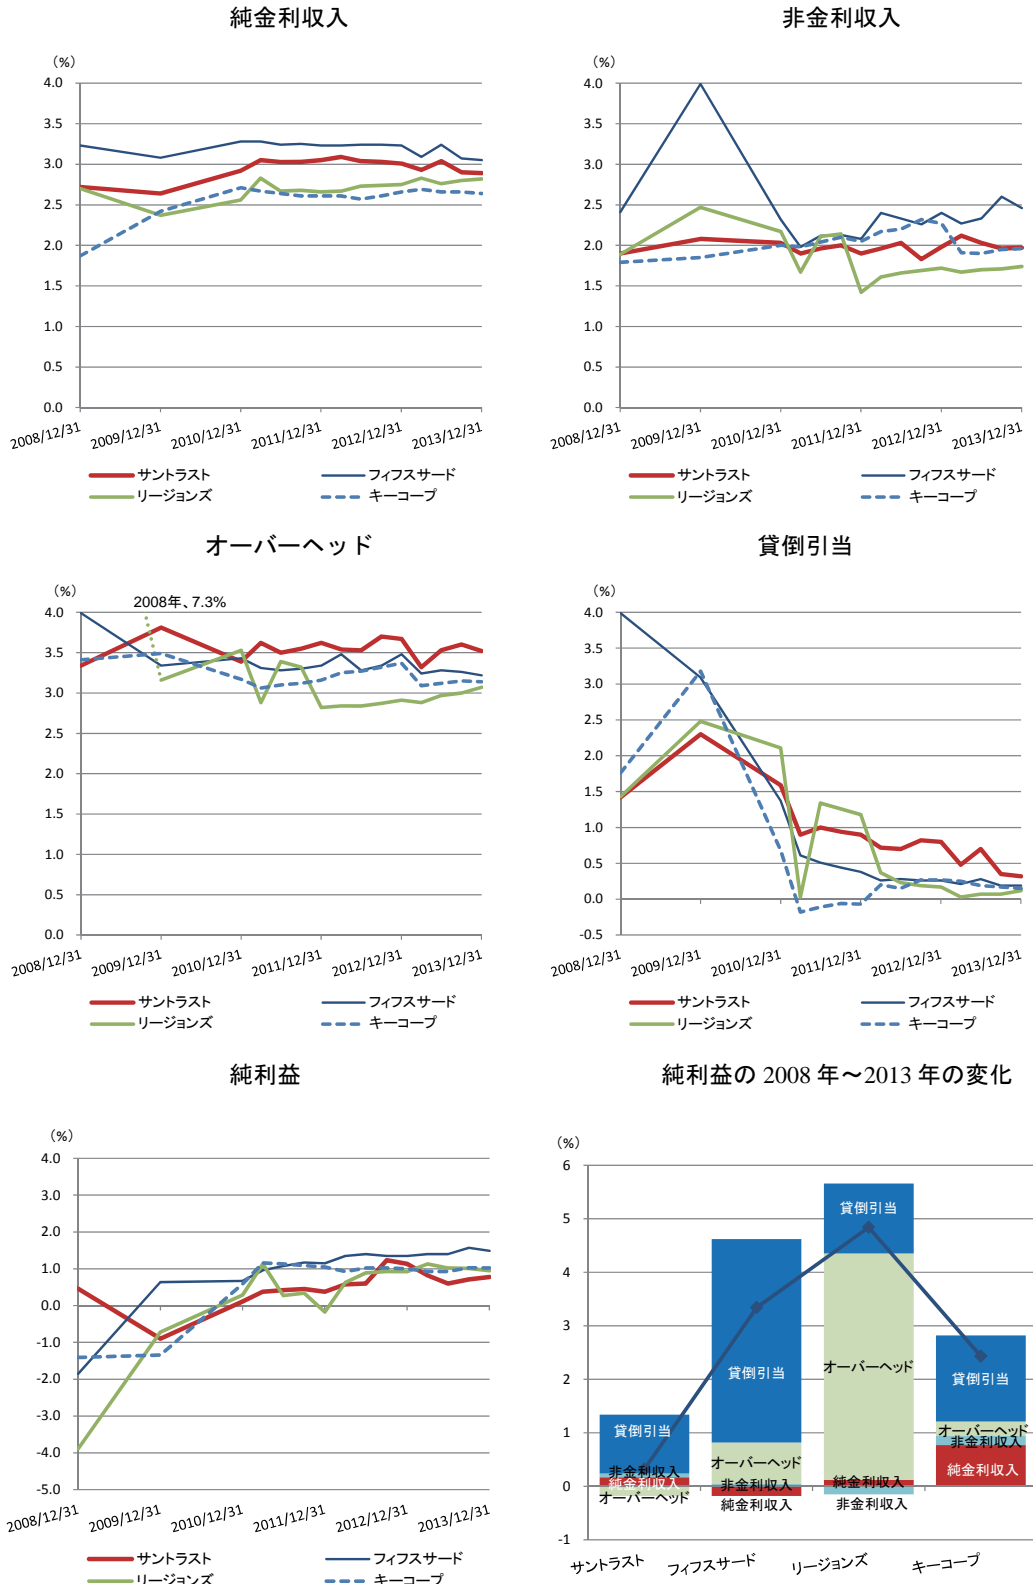 純金利収入
(%)
4.0
3.5
3.0
2.5
2.0
1.5
1.0
0.5
0.0
2008/12/31 2009/12/31 2010/12/31 2011/12/31 2012/12/31 2013/12/31
サントラスト フィフスサード
リージョンズ キーコープ
非金利収入
(%)
4.0
3.5
3.0
2.5
2.0
1.5
1.0
0.5
0.0
2008/12/31 2009/12/31 2010/12/31 2011/12/31 2012/12/31 2013/12/31
サントラスト フィフスサード
リージョンズ キーコープ
オーバーヘッド
(%)
2008年、7.3%
4.0
3.5
3.0
2.5
2.0
1.5
1.0
0.5
0.0
2008/12/31 2009/12/31 2010/12/31 2011/12/31 2012/12/31 2013/12/31
サントラスト フィフスサード
リージョンズ キーコープ
貸倒引当
(%)
4.0
3.5
3.0
2.5
2.0
1.5
1.0
0.5
0.0
-0.5
2008/12/31 2009/12/31 2010/12/31 2011/12/31 2012/12/31 2013/12/31
サントラスト フィフスサード
リージョンズ キーコープ
純利益
(%)
4.0
3.0
2.0
1.0
0.0
-1.0
-2.0
-3.0
-4.0
-5.0
2008/12/31 2009/12/31 2010/12/31 2011/12/31 2012/12/31 2013/12/31
サントラスト フィフスサード
リージョンズ キーコープ
純利益の 2008 年～2013 年の変化
(%)
6
5
4
3
2
1
0
-1
貸倒引当
非金利収入
純金利収入
オーバーヘッド
貸倒引当
オーバーヘッド
非金利収入
純金利収入
貸倒引当
オーバーヘッド
純金利収入
非金利収入
貸倒引当
オーバーヘッド
非金利収入
純金利収入
サントラスト フィフスサード リージョンズ キーコープ